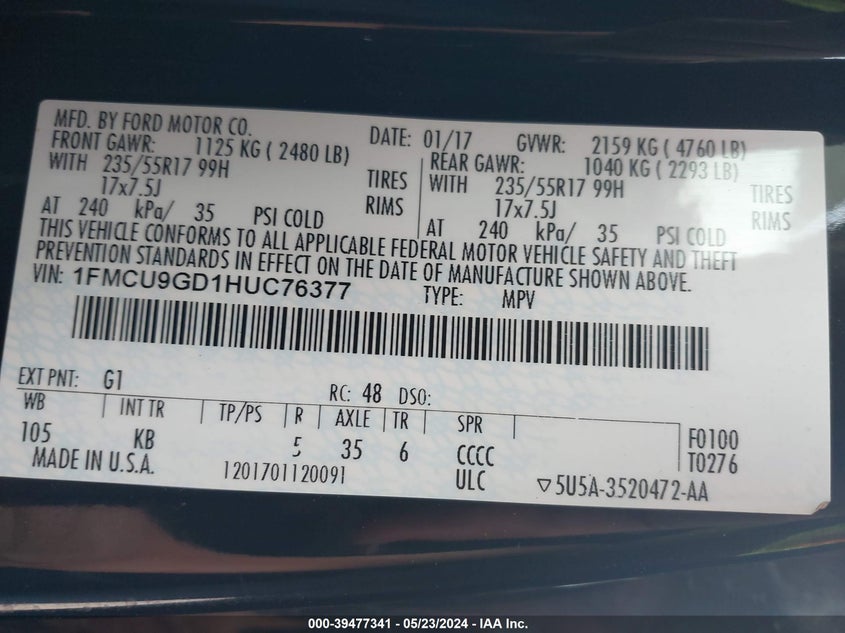 MFD. BY FORD MOTOR CO. DATE: 01/17 GVWR: 2159 KG ( 4760 LB)
FRONT GAWR: 1125 KG ( 2480 LB) REAR GAWR: 1040 KG ( 2293 LB)
WITH 235/55R17 99H TIRES WITH 235/55R17 99H TIRES
17x7.5J RIMS 17x7.5J RIMS
AT 240 kPa/ 35 PSI COLD AT 240 kPa/ 35 PSI COLD
THIS VEHICLE CONFORMS TO ALL APPLICABLE FEDERAL MOTOR VEHICLE SAFETY AND THEFT
PREVENTION STANDARDS IN EFFECT ON THE DATE OF MANUFACTURE SHOWN ABOVE.
VIN: 1FMCU9GD1HUC76377 TYPE: MPV
EXT PNT: G1 RC: 48 DSO:
WB INT TR TP/PS R AXLE TR SPR
105 KB 5 35 6 CCCC F0100
MADE IN U.S.A. 1201701120091 ULC T0276
▽5U5A-3520472-AA
000-39477341 - 05/23/2024 - IAA Inc.